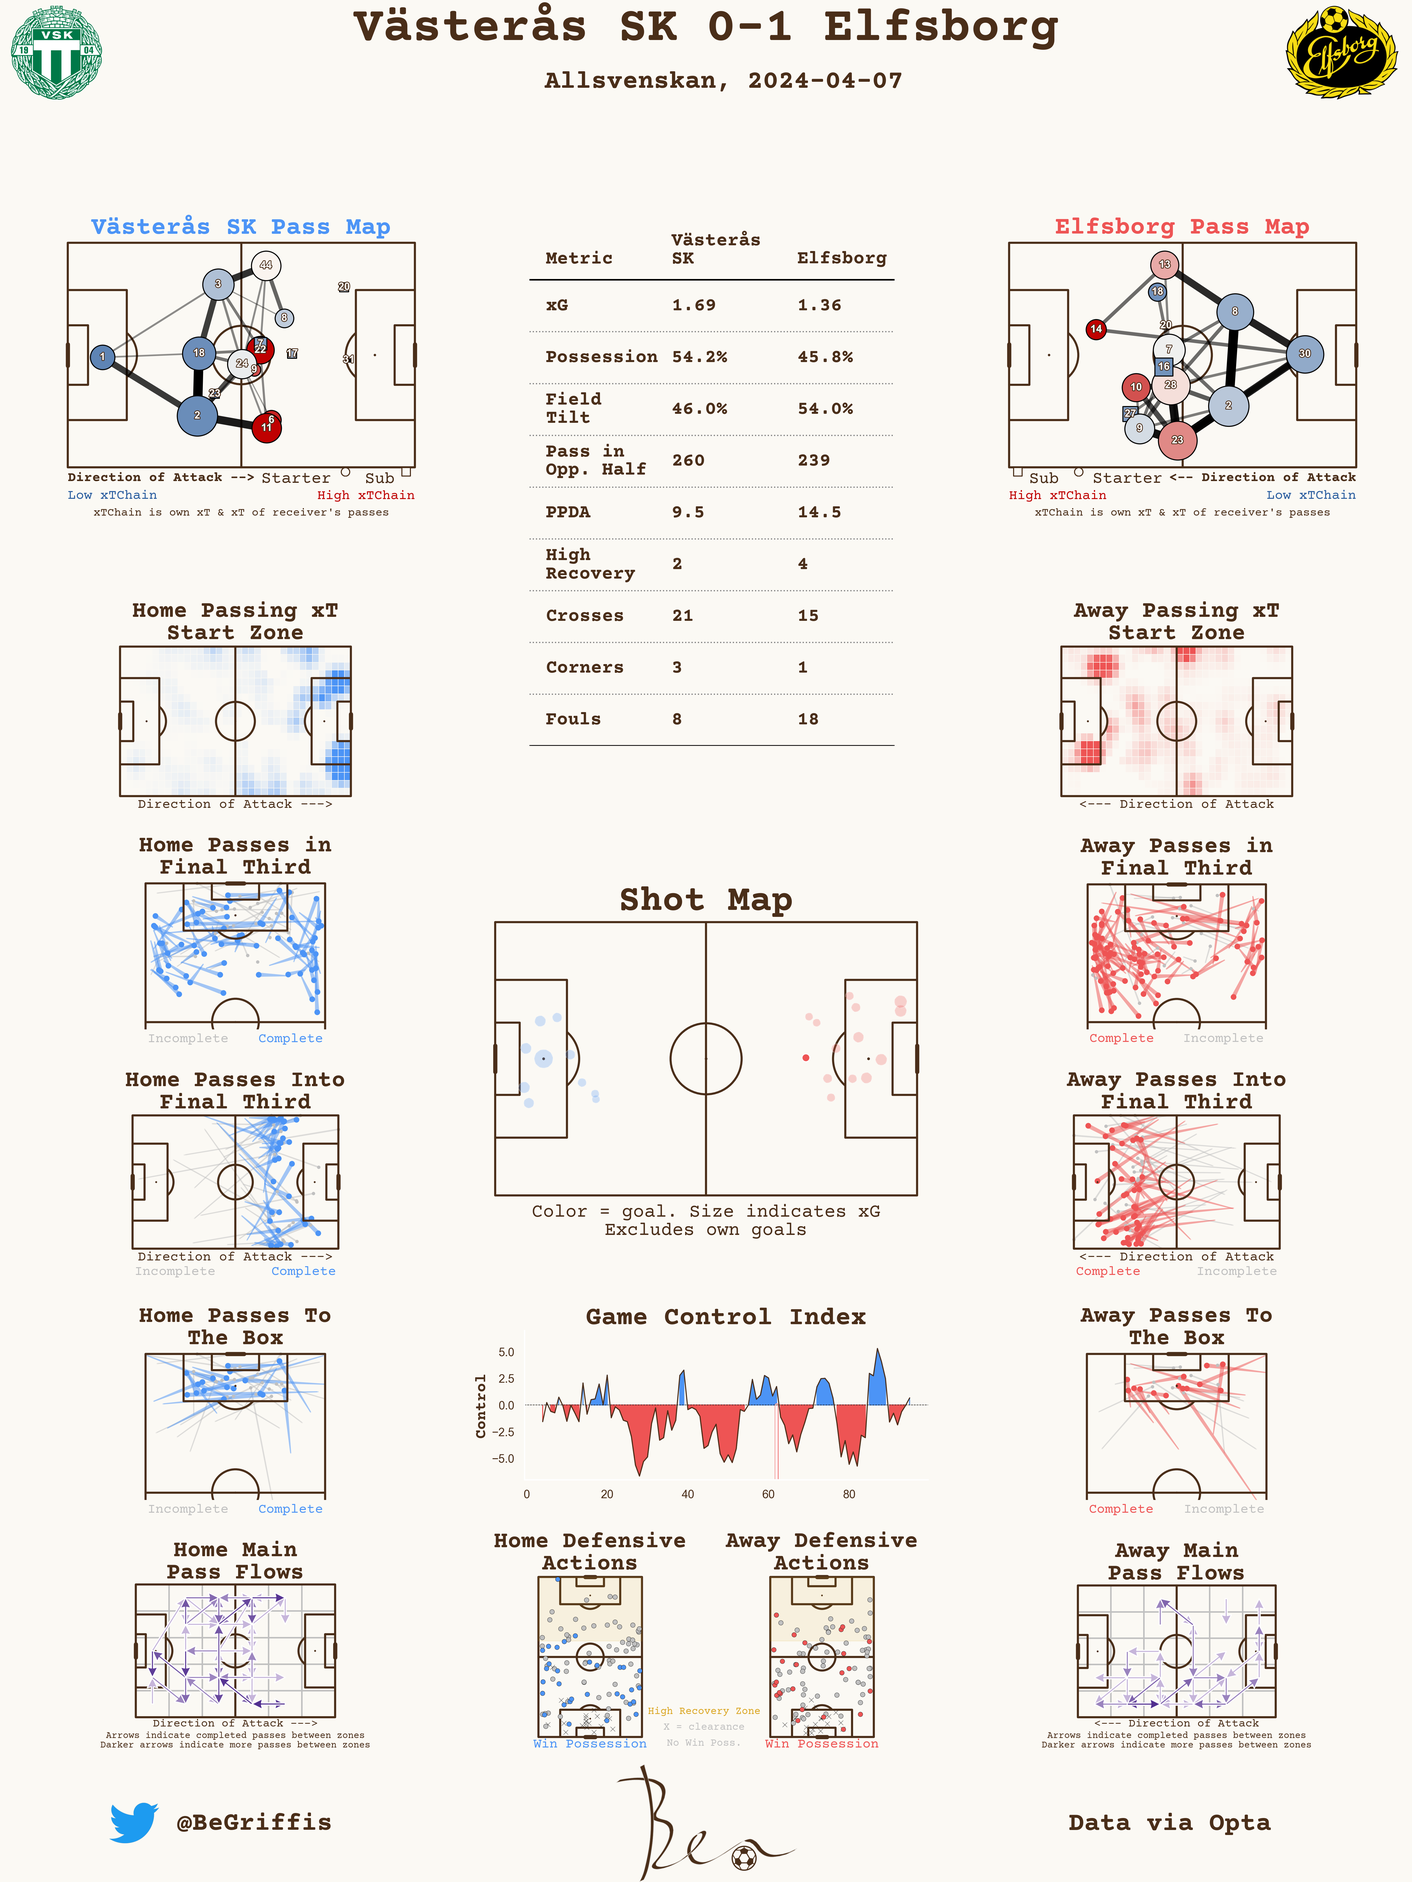 Västerås SK 0-1 Elfsborg
Allsvenskan, 2024-04-07
VSK
19 04
Elfsborg
Västerås SK Pass Map
44
3
20
8
1
18
7
22
17
24
31
9
23
2
6
11
Direction of Attack --> Starter Sub
Low xTChain High xTChain
xTChain is own xT & xT of receiver's passes
Metric Västerås SK Elfsborg
xG 1.69 1.36
Possession 54.2% 45.8%
Field Tilt 46.0% 54.0%
Pass in Opp. Half 260 239
PPDA 9.5 14.5
High Recovery 2 4
Crosses 21 15
Corners 3 1
Fouls 8 18
Elfsborg Pass Map
13
18
8
14
20
7
30
16
10
28
27
2
9
23
Sub Starter <-- Direction of Attack
High xTChain Low xTChain
xTChain is own xT & xT of receiver's passes
Home Passing xT
Start Zone
Direction of Attack --->
Away Passing xT
Start Zone
<--- Direction of Attack
Home Passes in
Final Third
Incomplete Complete
Away Passes in
Final Third
Complete Incomplete
Shot Map
Color = goal. Size indicates xG
Excludes own goals
Home Passes Into
Final Third
Direction of Attack --->
Incomplete Complete
Away Passes Into
Final Third
<--- Direction of Attack
Complete Incomplete
Home Passes To
The Box
Incomplete Complete
Game Control Index
Control
5.0
2.5
0.0
−2.5
−5.0
0 20 40 60 80
Away Passes To
The Box
Complete Incomplete
Home Main
Pass Flows
Direction of Attack --->
Arrows indicate completed passes between zones
Darker arrows indicate more passes between zones
Home Defensive
Actions
Win Possession
High Recovery Zone
X = clearance
No Win Poss.
Away Defensive
Actions
Win Possession
Away Main
Pass Flows
<--- Direction of Attack
Arrows indicate completed passes between zones
Darker arrows indicate more passes between zones
@BeGriffis
Ben
Data via Opta